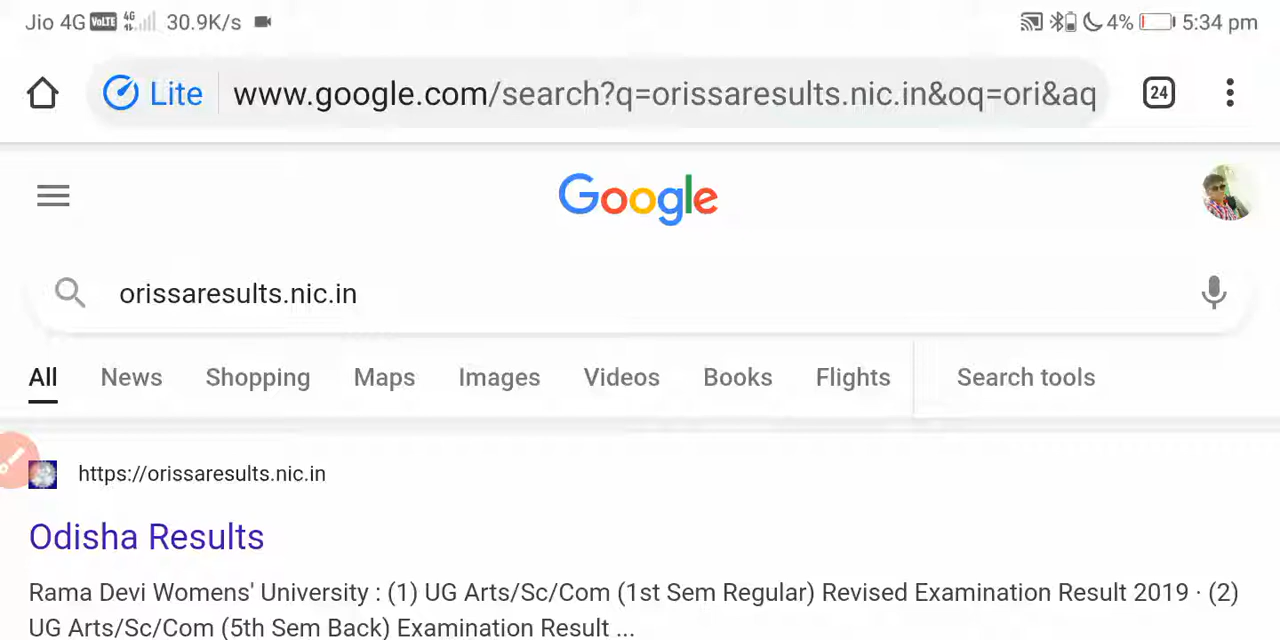 Jio 4G VoLTE 4G 30.9K/s 4% 5:34 pm
Lite www.google.com/search?q=orissaresults.nic.in&oq=ori&aq 24
Google
orissaresults.nic.in
All News Shopping Maps Images Videos Books Flights Search tools
https://orissaresults.nic.in
Odisha Results
Rama Devi Womens' University : (1) UG Arts/Sc/Com (1st Sem Regular) Revised Examination Result 2019 · (2)
UG Arts/Sc/Com (5th Sem Back) Examination Result ...